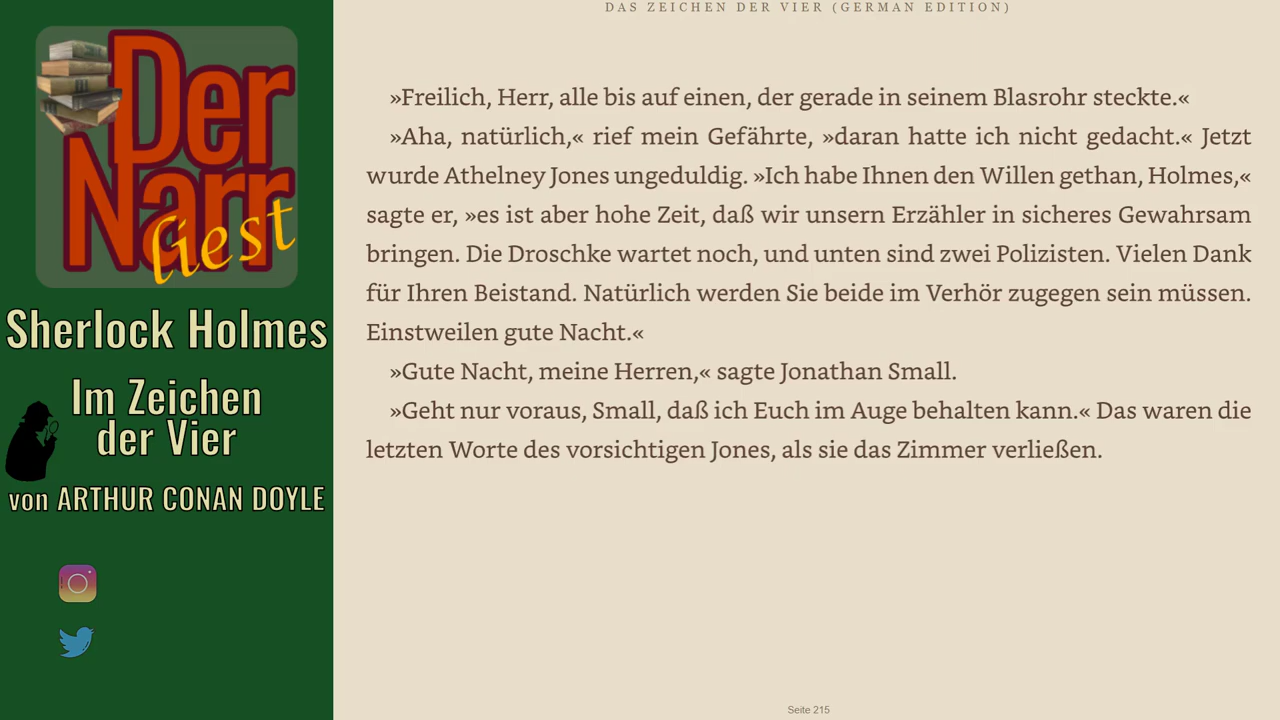 Der
Narr
liest
Sherlock Holmes
Im Zeichen
der Vier
von ARTHUR CONAN DOYLE
DAS ZEICHEN DER VIER (GERMAN EDITION)
»Freilich, Herr, alle bis auf einen, der gerade in seinem Blasrohr steckte.«
»Aha, natürlich,« rief mein Gefährte, »daran hatte ich nicht gedacht.« Jetzt
wurde Athelney Jones ungeduldig. »Ich habe Ihnen den Willen gethan, Holmes,«
sagte er, »es ist aber hohe Zeit, daß wir unsern Erzähler in sicheres Gewahrsam
bringen. Die Droschke wartet noch, und unten sind zwei Polizisten. Vielen Dank
für Ihren Beistand. Natürlich werden Sie beide im Verhör zugegen sein müssen.
Einstweilen gute Nacht.«
»Gute Nacht, meine Herren,« sagte Jonathan Small.
»Geht nur voraus, Small, daß ich Euch im Auge behalten kann.« Das waren die
letzten Worte des vorsichtigen Jones, als sie das Zimmer verließen.
Seite 215